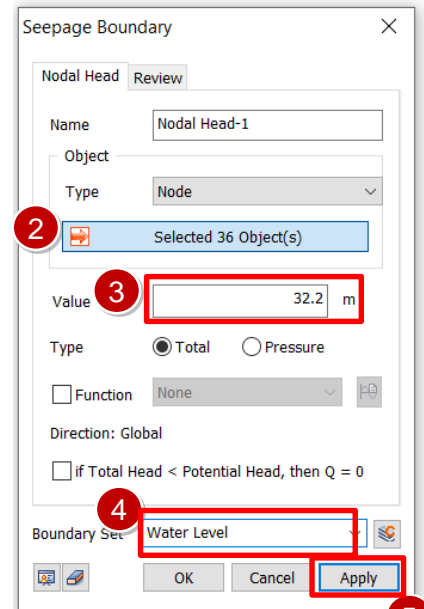 Seepage Boundary
Nodal Head Review
Name Nodal Head-1
Object
Type Node
2 Selected 36 Object(s)
3
Value 32.2 m
Type Total Pressure
Function None
Direction: Global
if Total Head < Potential Head, then Q = 0
4
Boundary Set Water Level
OK Cancel Apply